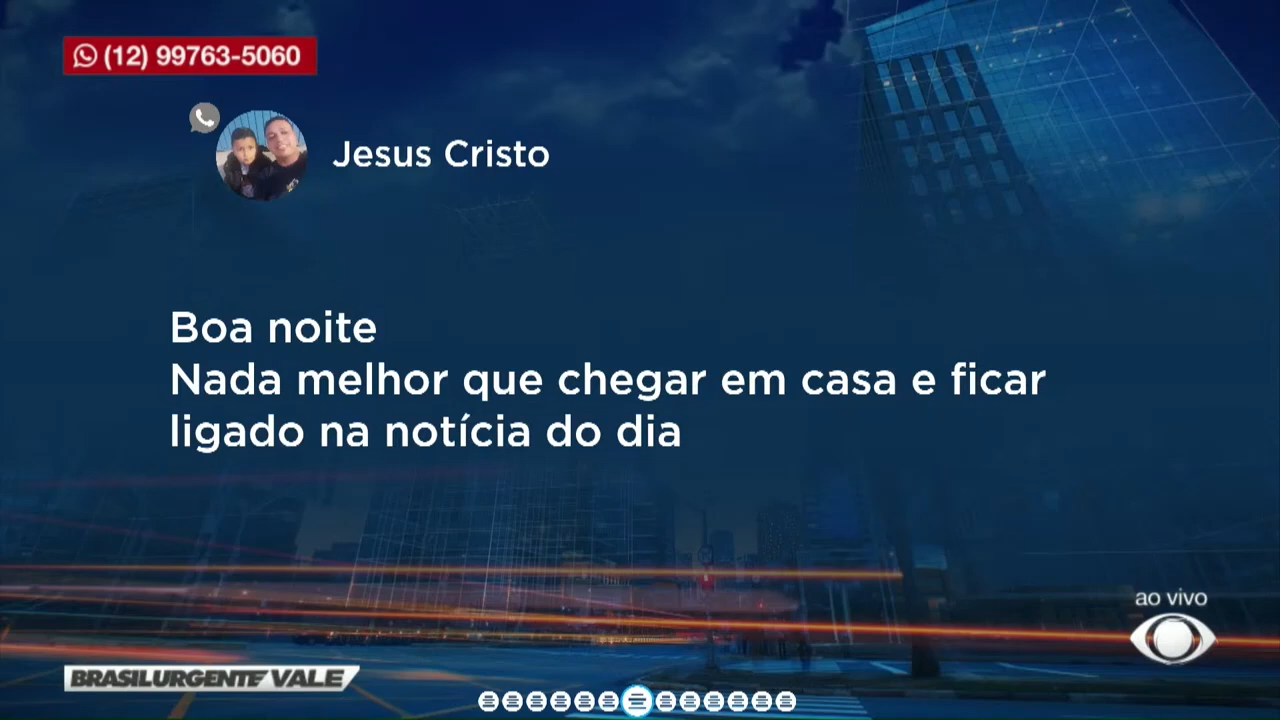 (12) 99763-5060
Jesus Cristo
Boa noite
Nada melhor que chegar em casa e ficar
ligado na notícia do dia
ao vivo
BRASILURGENTE VALE